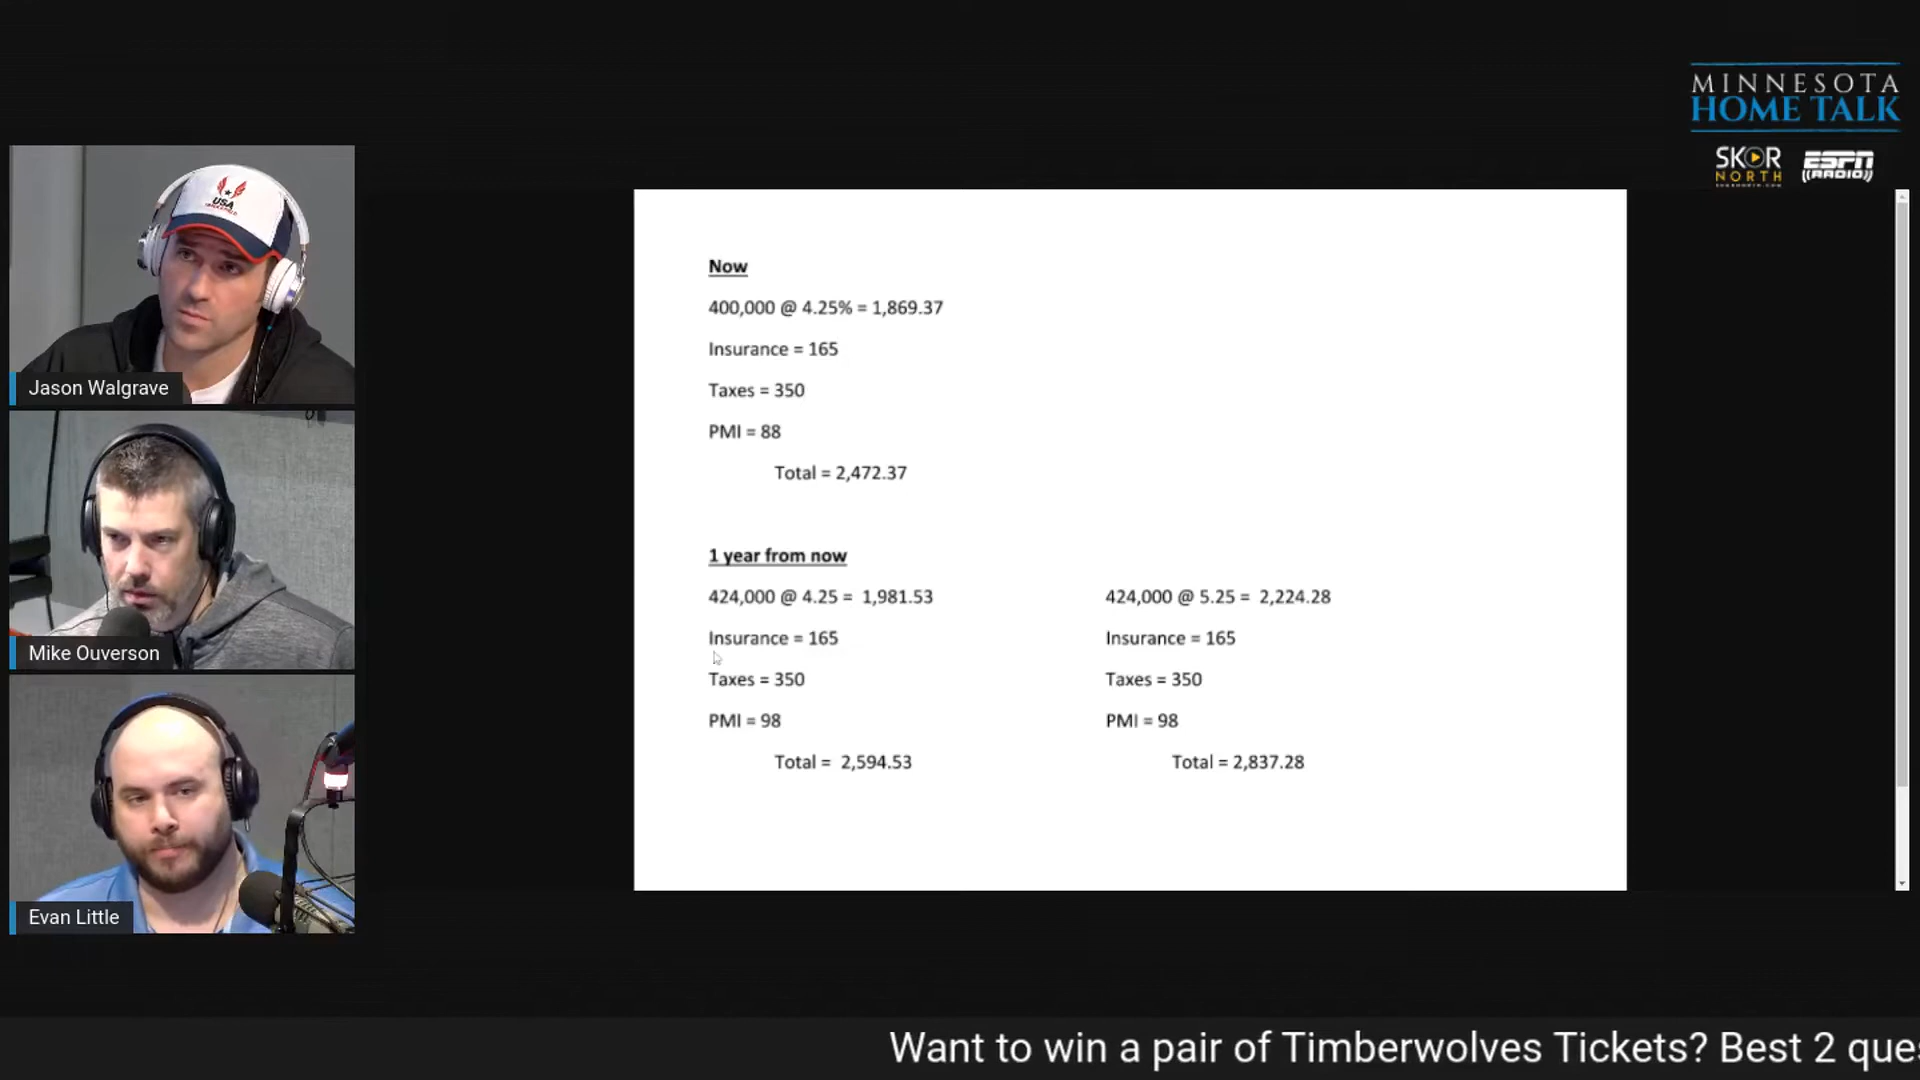 MINNESOTA
HOME TALK
SKOR
NORTH
ESPN
RADIO
USA
Jason Walgrave
Mike Ouverson
Evan Little
Now
400,000 @ 4.25% = 1,869.37
Insurance = 165
Taxes = 350
PMI = 88
Total = 2,472.37
1 year from now
424,000 @ 4.25 = 1,981.53
Insurance = 165
Taxes = 350
PMI = 98
Total = 2,594.53
424,000 @ 5.25 = 2,224.28
Insurance = 165
Taxes = 350
PMI = 98
Total = 2,837.28
Want to win a pair of Timberwolves Tickets? Best 2 ques